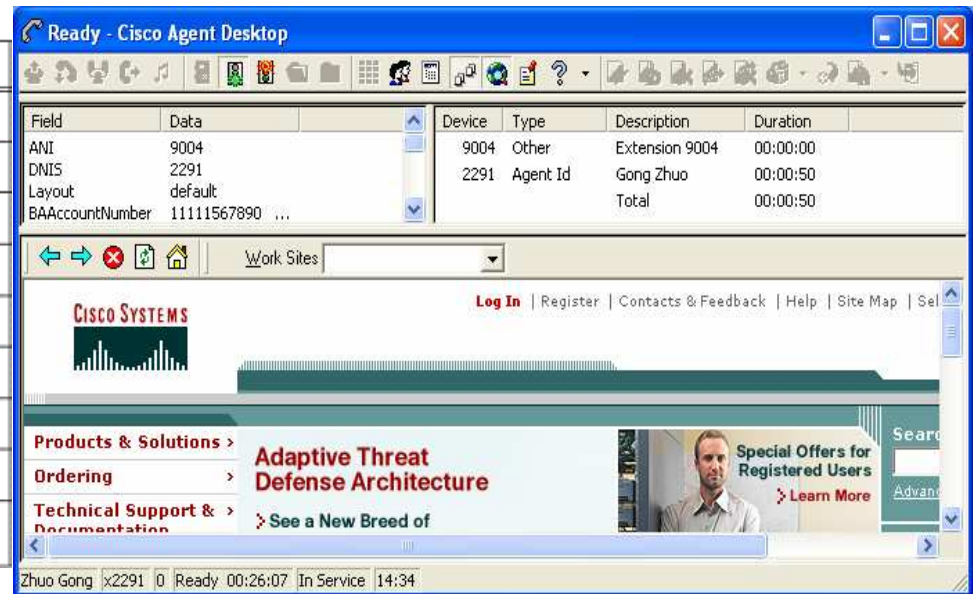 Ready - Cisco Agent Desktop
Field Data
ANI 9004
DNIS 2291
Layout default
BAAccountNumber 11111567890 ...
Device Type Description Duration
9004 Other Extension 9004 00:00:00
2291 Agent Id Gong Zhuo 00:00:50
Total 00:00:50
Work Sites
CISCO SYSTEMS
Log In | Register | Contacts & Feedback | Help | Site Map | Sel
Products & Solutions ›
Ordering ›
Technical Support & ›
Documentation
Adaptive Threat
Defense Architecture
See a New Breed of
Special Offers for
Registered Users
Learn More
Searc
Advanc
Zhuo Gong x2291 0 Ready 00:26:07 In Service 14:34